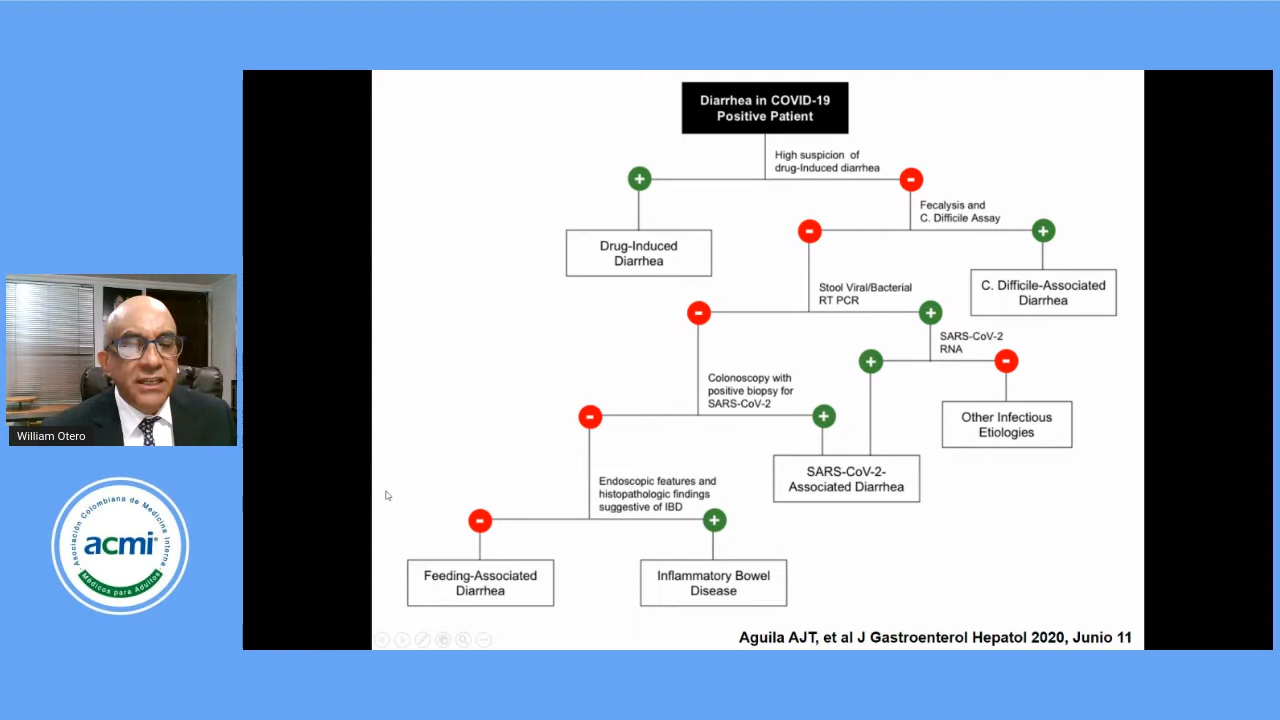 Diarrhea in COVID-19
Positive Patient
High suspicion of
drug-Induced diarrhea
+
-
Fecalysis and
C. Difficile Assay
-
+
Drug-Induced
Diarrhea
C. Difficile-Associated
Diarrhea
Stool Viral/Bacterial
RT PCR
-
+
SARS-CoV-2
RNA
+
-
Colonoscopy with
positive biopsy for
SARS-CoV-2
-
+
Other Infectious
Etiologies
SARS-CoV-2-
Associated Diarrhea
Endoscopic features and
histopathologic findings
suggestive of IBD
-
+
Feeding-Associated
Diarrhea
Inflammatory Bowel
Disease
Aguila AJT, et al J Gastroenterol Hepatol 2020, Junio 11
William Otero
Asociación Colombiana de Medicina Interna
acmi®
Médicos para Adultos